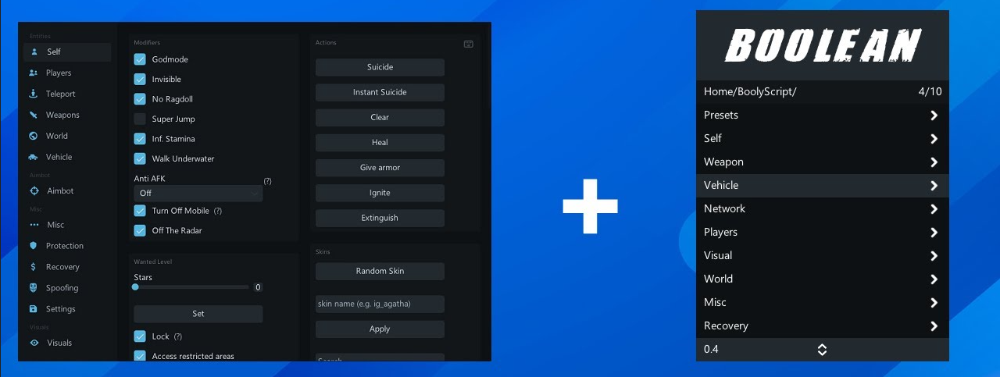 Entities
Self
Players
Teleport
Weapons
World
Vehicle
Aimbot
Aimbot
Misc
Misc
Protection
Recovery
Spoofing
Settings
Visuals
Visuals
Modifiers
Godmode
Invisible
No Ragdoll
Super Jump
Inf. Stamina
Walk Underwater
Anti AFK
Off (?)
Turn Off Mobile (?)
Off The Radar
Wanted Level
Stars
0
Set
Lock (?)
Access restricted areas
Actions
Suicide
Instant Suicide
Clear
Heal
Give armor
Ignite
Extinguish
Skins
Random Skin
skin name (e.g. ig_agatha)
Apply
Search
BOOLEAN
Home/BoolyScript/ 4/10
Presets
Self
Weapon
Vehicle
Network
Players
Visual
World
Misc
Recovery
0.4